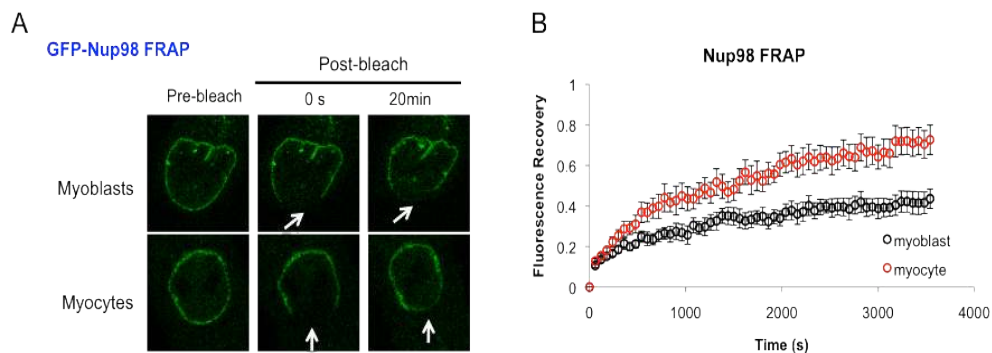 A
GFP-Nup98 FRAP
Post-bleach
Pre-bleach
0 s
20min
Myoblasts
Myocytes
B
Nup98 FRAP
Fluorescence Recovery
1
0.8
0.6
0.4
0.2
0
myoblast
myocyte
0
1000
2000
3000
4000
Time (s)